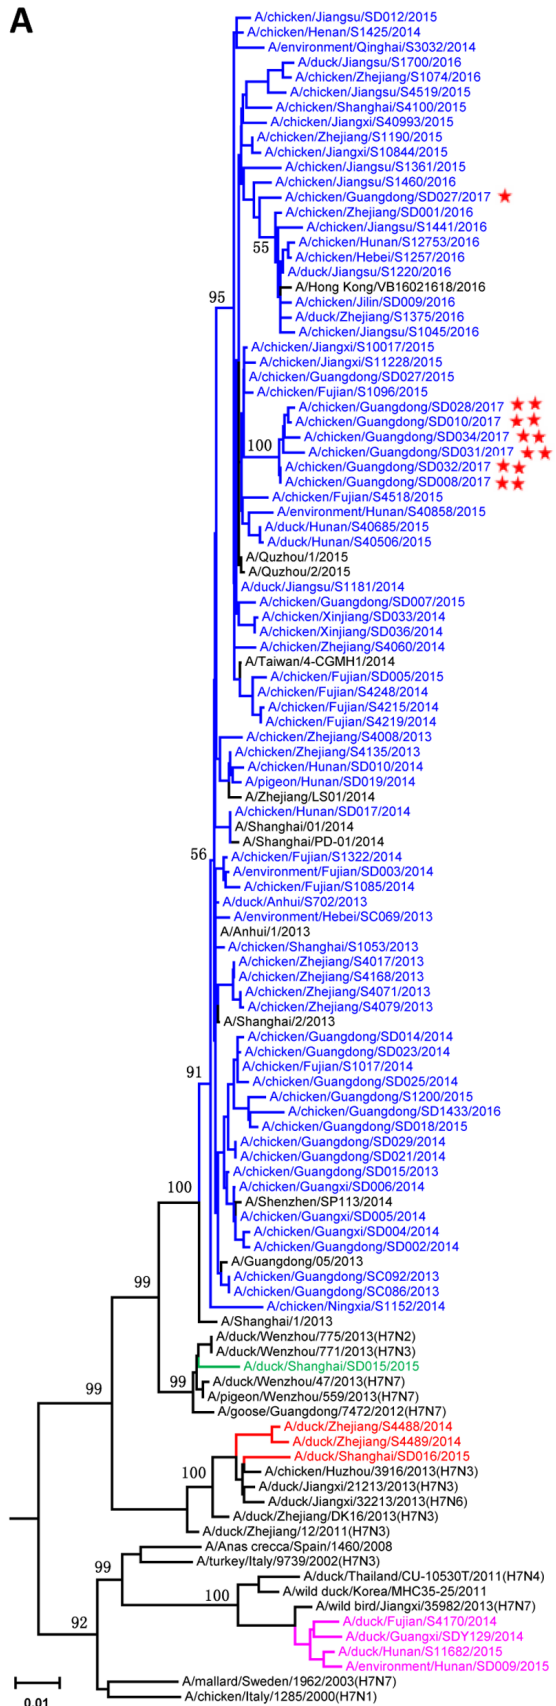 A
A/chicken/Jiangsu/SD012/2015
A/chicken/Henan/S1425/2014
A/environment/Qinghai/S3032/2014
A/duck/Jiangsu/S1700/2016
A/chicken/Zhejiang/S1074/2016
A/chicken/Jiangsu/S4519/2015
A/chicken/Shanghai/S4100/2015
A/chicken/Jiangxi/S40993/2015
A/chicken/Zhejiang/S1190/2015
A/chicken/Jiangxi/S10844/2015
A/chicken/Jiangsu/S1361/2015
A/chicken/Jiangsu/S1460/2016
A/chicken/Guangdong/SD027/2017
A/chicken/Zhejiang/SD001/2016
A/chicken/Jiangsu/S1441/2016
55
A/chicken/Hunan/S12753/2016
A/chicken/Hebei/S1257/2016
A/duck/Jiangsu/S1220/2016
A/Hong Kong/VB16021618/2016
95
A/chicken/Jilin/SD009/2016
A/duck/Zhejiang/S1375/2016
A/chicken/Jiangsu/S1045/2016
A/chicken/Jiangxi/S10017/2015
A/chicken/Jiangxi/S11228/2015
A/chicken/Guangdong/SD027/2015
A/chicken/Fujian/S1096/2015
A/chicken/Guangdong/SD028/2017
A/chicken/Guangdong/SD010/2017
A/chicken/Guangdong/SD034/2017
100
A/chicken/Guangdong/SD031/2017
A/chicken/Guangdong/SD032/2017
A/chicken/Guangdong/SD008/2017
A/chicken/Fujian/S4518/2015
A/environment/Hunan/S40858/2015
A/duck/Hunan/S40685/2015
A/duck/Hunan/S40506/2015
A/Quzhou/1/2015
A/Quzhou/2/2015
A/duck/Jiangsu/S1181/2014
A/chicken/Guangdong/SD007/2015
A/chicken/Xinjiang/SD033/2014
A/chicken/Xinjiang/SD036/2014
A/chicken/Zhejiang/S4060/2014
A/Taiwan/4-CGMH1/2014
A/chicken/Fujian/SD005/2015
A/chicken/Fujian/S4248/2014
A/chicken/Fujian/S4215/2014
A/chicken/Fujian/S4219/2014
A/chicken/Zhejiang/S4008/2013
A/chicken/Zhejiang/S4135/2013
A/chicken/Hunan/SD010/2014
A/pigeon/Hunan/SD019/2014
A/Zhejiang/LS01/2014
A/chicken/Hunan/SD017/2014
A/Shanghai/01/2014
A/Shanghai/PD-01/2014
56
A/chicken/Fujian/S1322/2014
A/environment/Fujian/SD003/2014
A/chicken/Fujian/S1085/2014
A/duck/Anhui/S702/2013
A/environment/Hebei/SC069/2013
A/Anhui/1/2013
A/chicken/Shanghai/S1053/2013
A/chicken/Zhejiang/S4017/2013
A/chicken/Zhejiang/S4168/2013
A/chicken/Zhejiang/S4071/2013
A/chicken/Zhejiang/S4079/2013
A/Shanghai/2/2013
A/chicken/Guangdong/SD014/2014
A/chicken/Guangdong/SD023/2014
A/chicken/Fujian/S1017/2014
91
A/chicken/Guangdong/SD025/2014
A/chicken/Guangdong/S1200/2015
A/chicken/Guangdong/SD1433/2016
A/chicken/Guangdong/SD018/2015
A/chicken/Guangdong/SD029/2014
A/chicken/Guangdong/SD021/2014
A/chicken/Guangdong/SD015/2013
100
A/chicken/Guangxi/SD006/2014
A/Shenzhen/SP113/2014
A/chicken/Guangxi/SD005/2014
A/chicken/Guangxi/SD004/2014
A/chicken/Guangdong/SD002/2014
A/Guangdong/05/2013
A/chicken/Guangdong/SC092/2013
99
A/chicken/Guangdong/SC086/2013
A/chicken/Ningxia/S1152/2014
A/Shanghai/1/2013
A/duck/Wenzhou/775/2013(H7N2)
A/duck/Wenzhou/771/2013(H7N3)
A/duck/Shanghai/SD015/2015
99
A/duck/Wenzhou/47/2013(H7N7)
99
A/pigeon/Wenzhou/559/2013(H7N7)
A/goose/Guangdong/7472/2012(H7N7)
A/duck/Zhejiang/S4488/2014
A/duck/Zhejiang/S4489/2014
A/duck/Shanghai/SD016/2015
100
A/chicken/Huzhou/3916/2013(H7N3)
A/duck/Jiangxi/21213/2013(H7N3)
A/duck/Jiangxi/32213/2013(H7N6)
A/duck/Zhejiang/DK16/2013(H7N3)
A/duck/Zhejiang/12/2011(H7N3)
A/Anas crecca/Spain/1460/2008
99
A/turkey/Italy/9739/2002(H7N3)
A/duck/Thailand/CU-10530T/2011(H7N4)
100
A/wild duck/Korea/MHC35-25/2011
A/wild bird/Jiangxi/35982/2013(H7N7)
92
A/duck/Fujian/S4170/2014
A/duck/Guangxi/SDY129/2014
A/duck/Hunan/S11682/2015
A/environment/Hunan/SD009/2015
A/mallard/Sweden/1962/2003(H7N7)
A/chicken/Italy/1285/2000(H7N1)
0.01